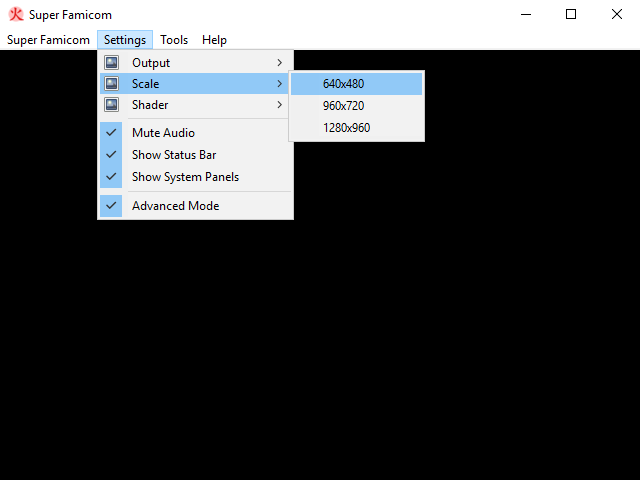 火 Super Famicom
Super Famicom Settings Tools Help
Output
Scale
Shader
Mute Audio
Show Status Bar
Show System Panels
Advanced Mode
640x480
960x720
1280x960